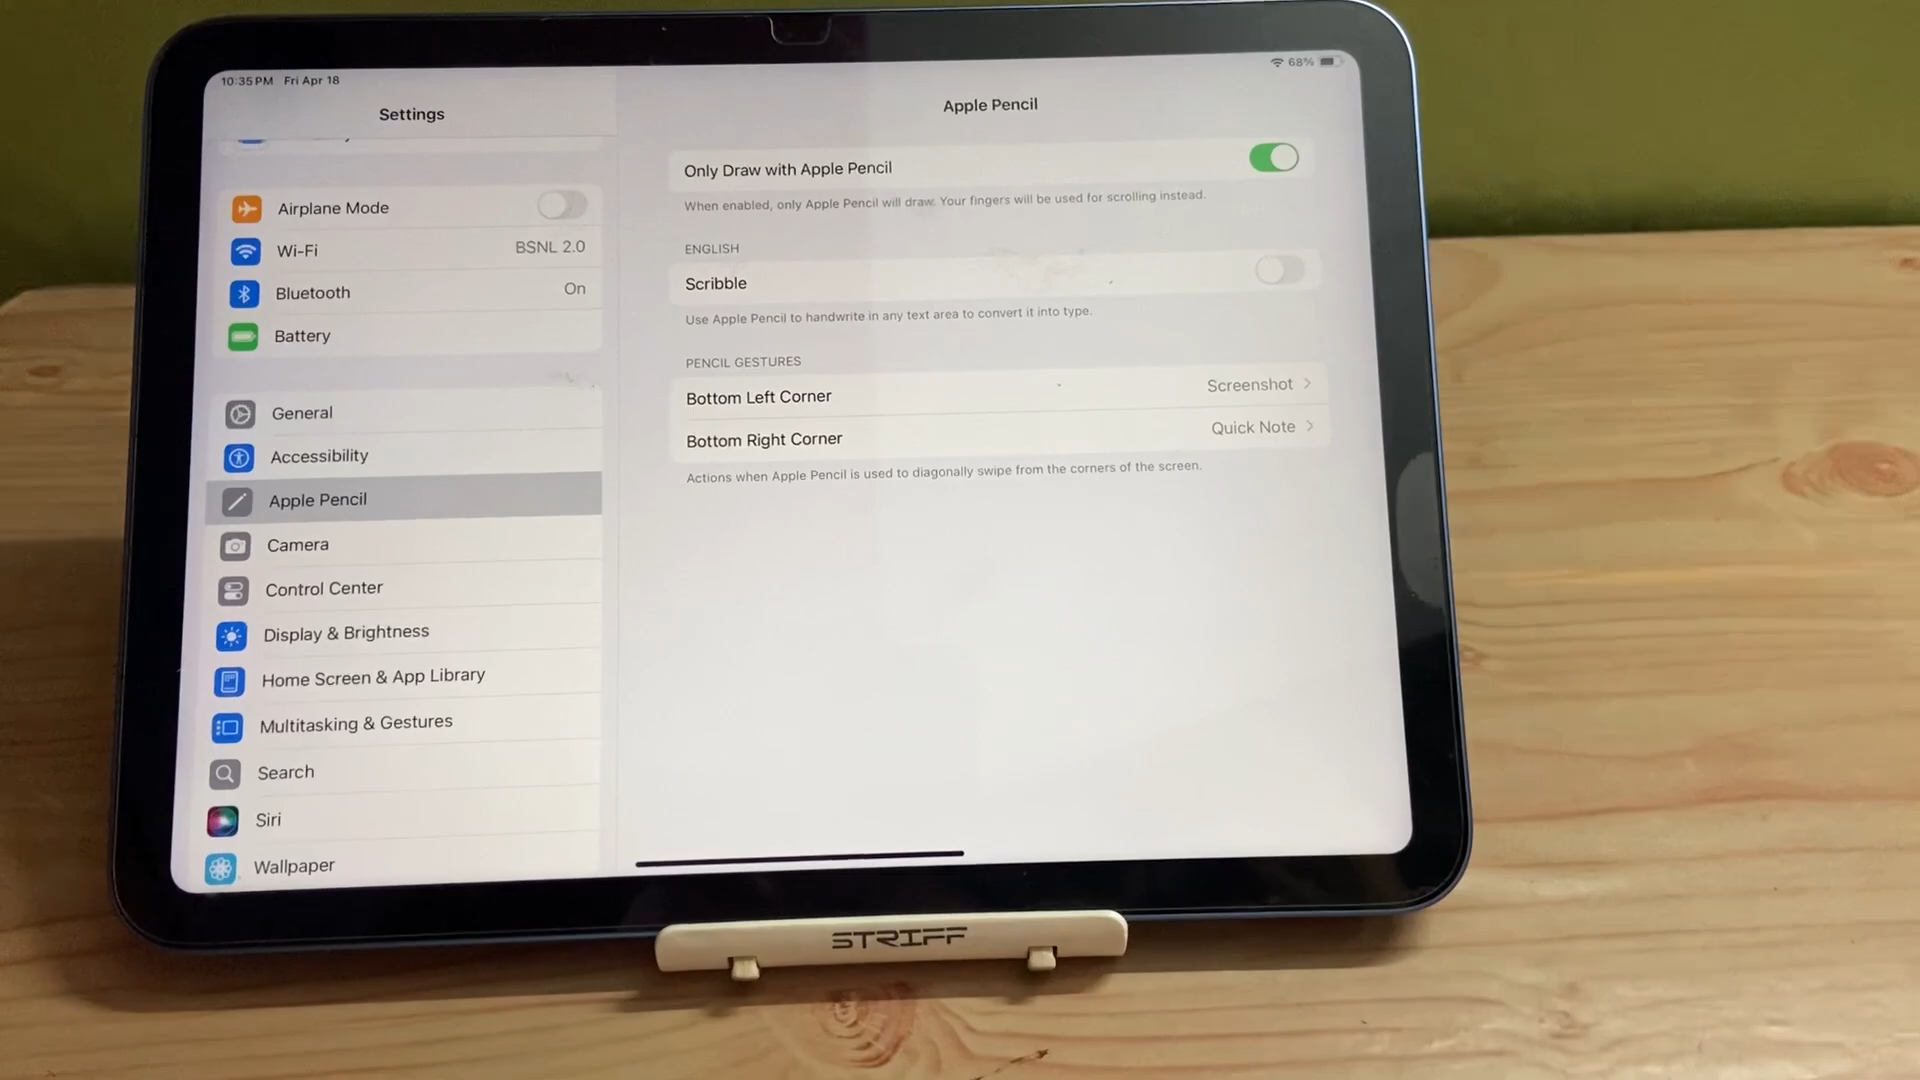 10:35 PM Fri Apr 18
68%
Settings
Airplane Mode
Wi-Fi BSNL 2.0
Bluetooth On
Battery
General
Accessibility
Apple Pencil
Camera
Control Center
Display & Brightness
Home Screen & App Library
Multitasking & Gestures
Search
Siri
Wallpaper
Apple Pencil
Only Draw with Apple Pencil
When enabled, only Apple Pencil will draw. Your fingers will be used for scrolling instead.
ENGLISH
Scribble
Use Apple Pencil to handwrite in any text area to convert it into type.
PENCIL GESTURES
Bottom Left Corner Screenshot
Bottom Right Corner Quick Note
Actions when Apple Pencil is used to diagonally swipe from the corners of the screen.
STRIFF